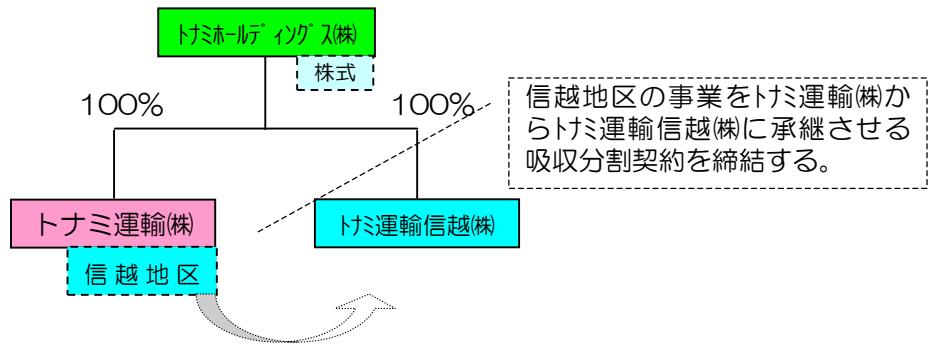 ﾄﾅﾐﾎｰﾙﾃﾞｨﾝｸﾞｽ㈱
株式
100%
100%
信越地区の事業をﾄﾅﾐ運輸㈱か
らﾄﾅﾐ運輸信越㈱に承継させる
吸収分割契約を締結する。
トナミ運輸㈱
ﾄﾅﾐ運輸信越㈱
信越地区